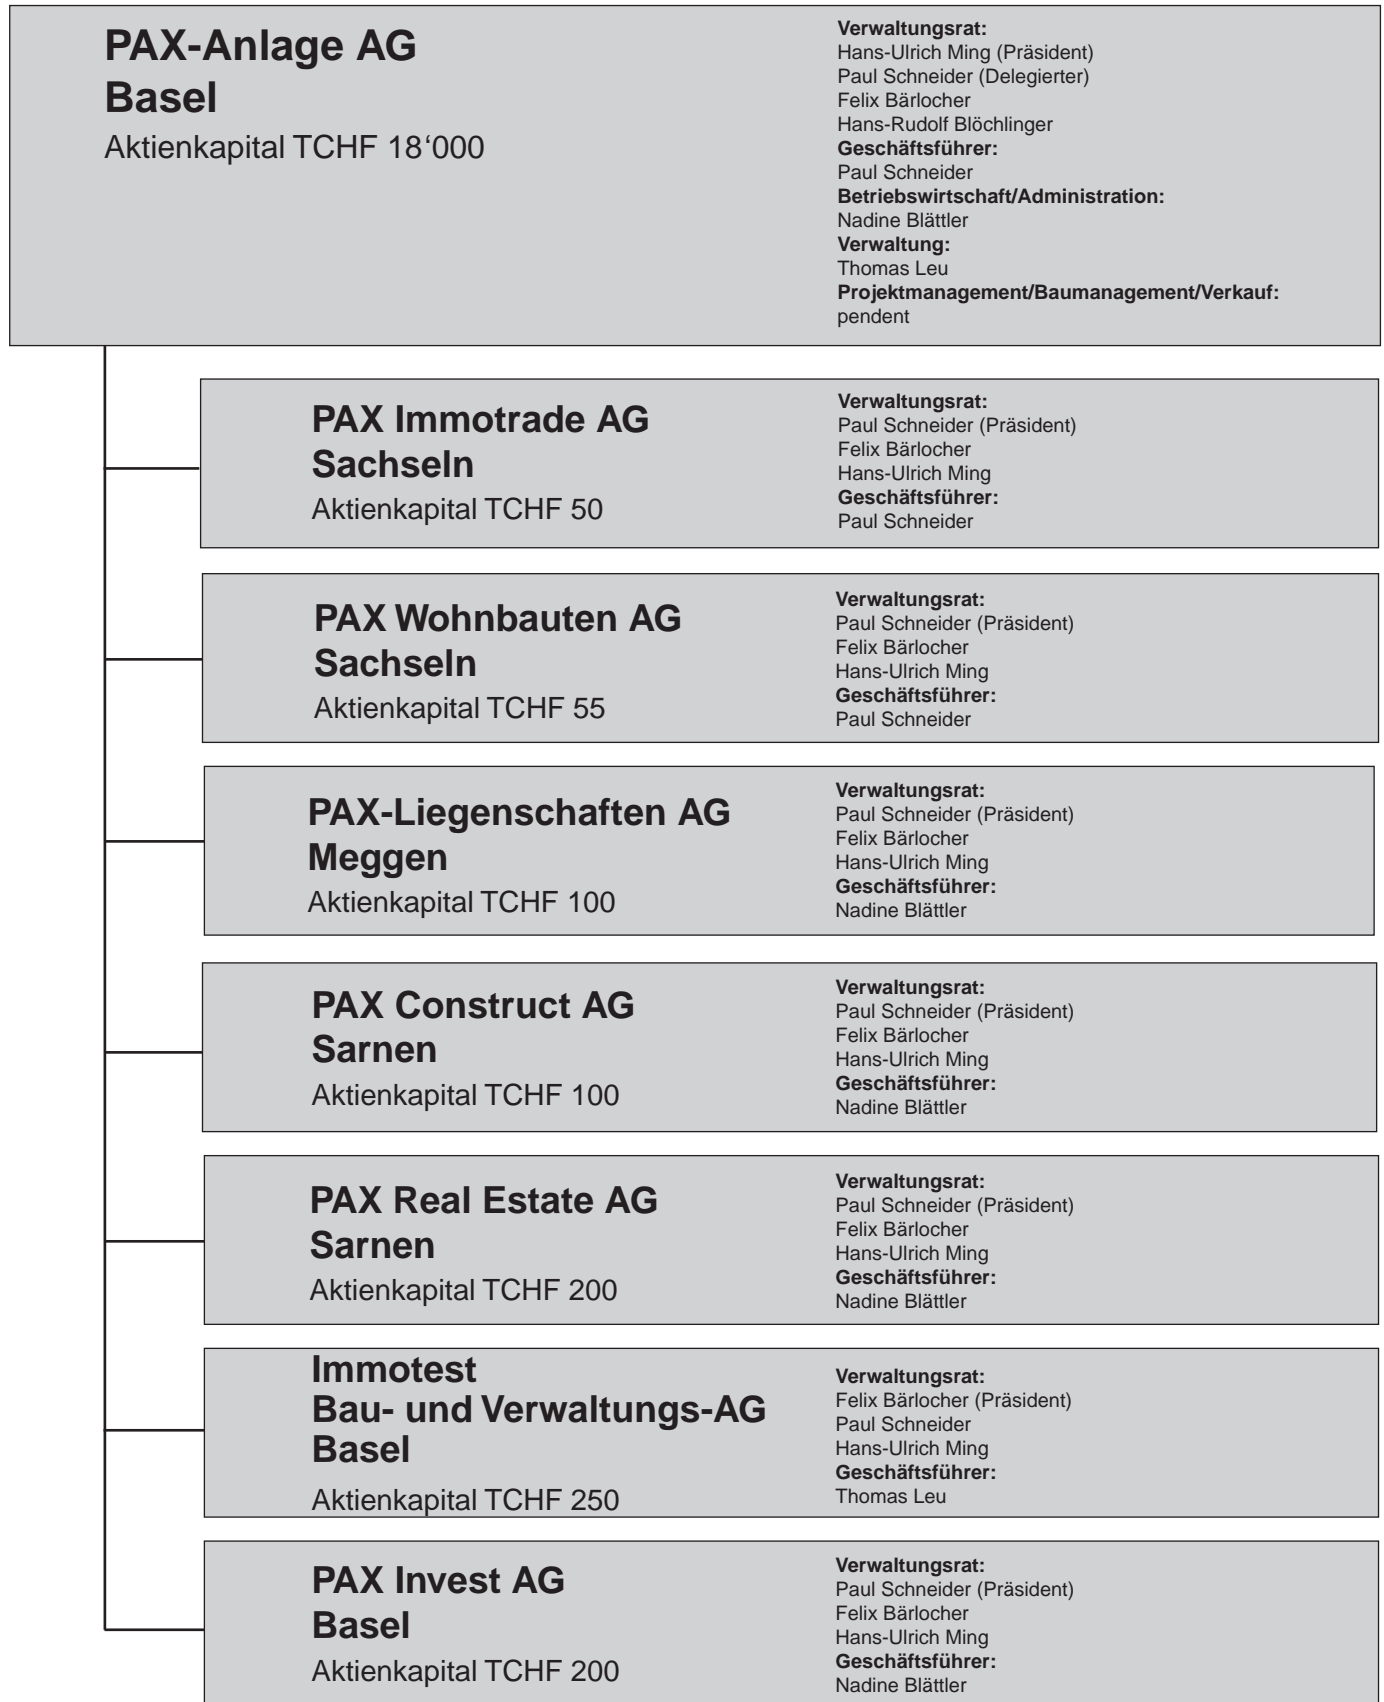 PAX-Anlage AG
Basel
Aktienkapital TCHF 18‘000
Verwaltungsrat:
Hans-Ulrich Ming (Präsident)
Paul Schneider (Delegierter)
Felix Bärlocher
Hans-Rudolf Blöchlinger
Geschäftsführer:
Paul Schneider
Betriebswirtschaft/Administration:
Nadine Blättler
Verwaltung:
Thomas Leu
Projektmanagement/Baumanagement/Verkauf:
pendent
PAX Immotrade AG
Sachseln
Aktienkapital TCHF 50
Verwaltungsrat:
Paul Schneider (Präsident)
Felix Bärlocher
Hans-Ulrich Ming
Geschäftsführer:
Paul Schneider
PAX Wohnbauten AG
Sachseln
Aktienkapital TCHF 55
Verwaltungsrat:
Paul Schneider (Präsident)
Felix Bärlocher
Hans-Ulrich Ming
Geschäftsführer:
Paul Schneider
PAX-Liegenschaften AG
Meggen
Aktienkapital TCHF 100
Verwaltungsrat:
Paul Schneider (Präsident)
Felix Bärlocher
Hans-Ulrich Ming
Geschäftsführer:
Nadine Blättler
PAX Construct AG
Sarnen
Aktienkapital TCHF 100
Verwaltungsrat:
Paul Schneider (Präsident)
Felix Bärlocher
Hans-Ulrich Ming
Geschäftsführer:
Nadine Blättler
PAX Real Estate AG
Sarnen
Aktienkapital TCHF 200
Verwaltungsrat:
Paul Schneider (Präsident)
Felix Bärlocher
Hans-Ulrich Ming
Geschäftsführer:
Nadine Blättler
Immotest
Bau- und Verwaltungs-AG
Basel
Aktienkapital TCHF 250
Verwaltungsrat:
Felix Bärlocher (Präsident)
Paul Schneider
Hans-Ulrich Ming
Geschäftsführer:
Thomas Leu
PAX Invest AG
Basel
Aktienkapital TCHF 200
Verwaltungsrat:
Paul Schneider (Präsident)
Felix Bärlocher
Hans-Ulrich Ming
Geschäftsführer:
Nadine Blättler